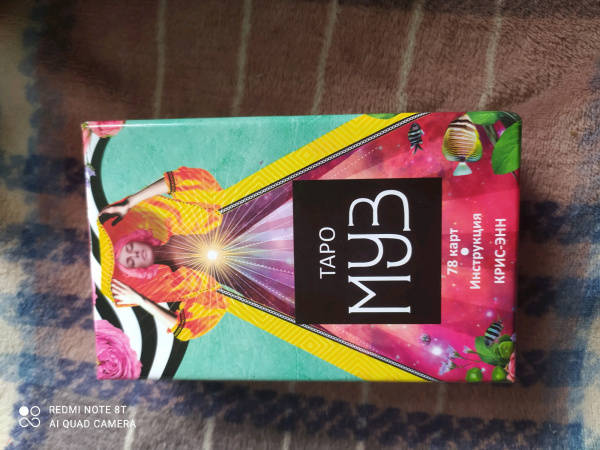 ТАРО
МУЗ
78 карт
Инструкция
КРИС-ЭНН
REDMI NOTE 8T
AI QUAD CAMERA